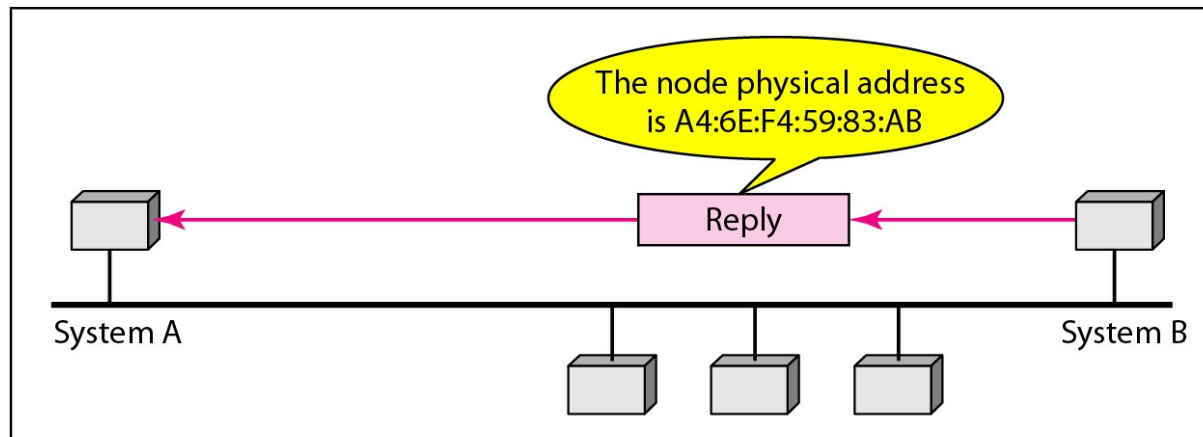 The node physical address
is A4:6E:F4:59:83:AB
Reply
System A
System B